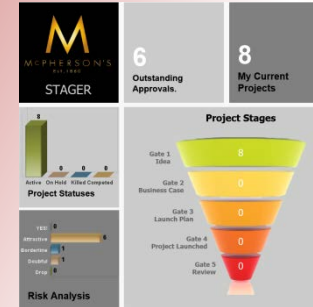 McPHERSON'S
EST. 1860
STAGER
6
Outstanding
Approvals.
8
My Current
Projects
8
0
0
0
Active On Hold Killed Competed
Project Statuses
YES! 0
Attractive 6
Borderline 1
Doubtful 1
Drop 0
Risk Analysis
Project Stages
Gate 1
Idea
8
Gate 2
Business Case
0
Gate 3
Launch Plan
0
Gate 4
Project Launched
0
Gate 5
Review
0